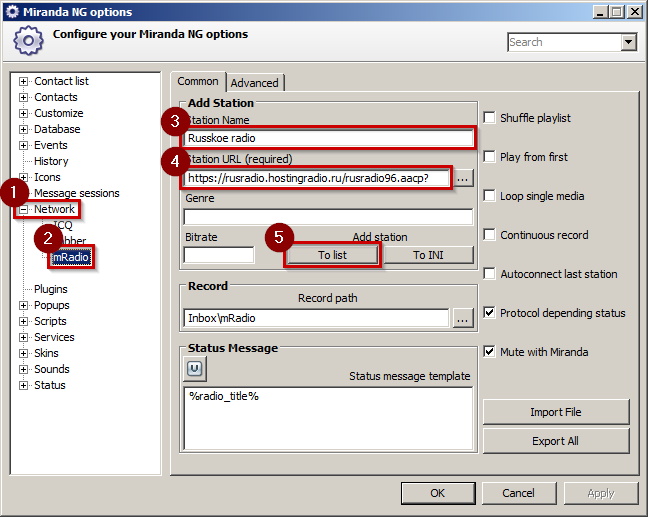 Miranda NG options
Configure your Miranda NG options
Search
Contact list
Contacts
Customize
Database
Events
History
Icons
Message sessions
1
Network
ICQ
2
bber
mRadio
Plugins
Popups
Scripts
Services
Skins
Sounds
Status
Common
Advanced
Add Station
3
Station Name
Russkoe radio
4
Station URL (required)
https://rusradio.hostingradio.ru/rusradio96.aacp?
...
Genre
Bitrate
5
Add station
To list
To INI
Record
Record path
Inbox\mRadio
...
Status Message
Status message template
%radio_title%
Shuffle playlist
Play from first
Loop single media
Continuous record
Autoconnect last station
Protocol depending status
Mute with Miranda
Import File
Export All
OK
Cancel
Apply